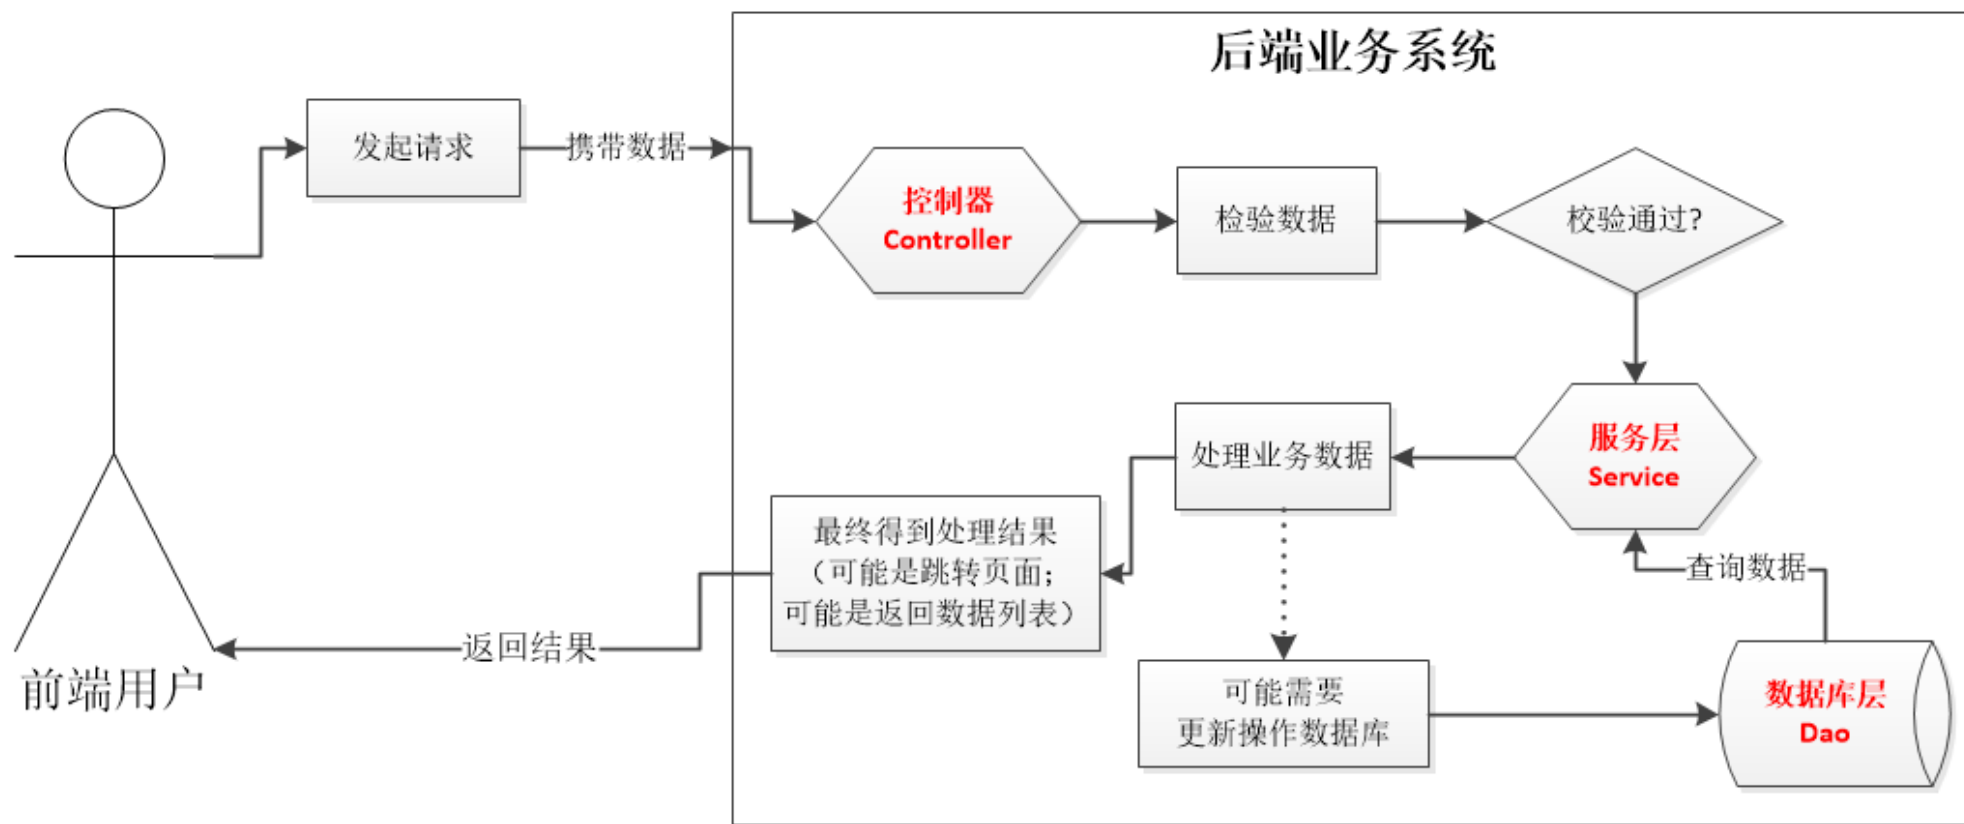 后端业务系统
发起请求
携带数据
控制器
Controller
检验数据
校验通过?
服务层
Service
处理业务数据
最终得到处理结果
（可能是跳转页面；
可能是返回数据列表）
查询数据
返回结果
前端用户
可能需要
更新操作数据库
数据库层
Dao